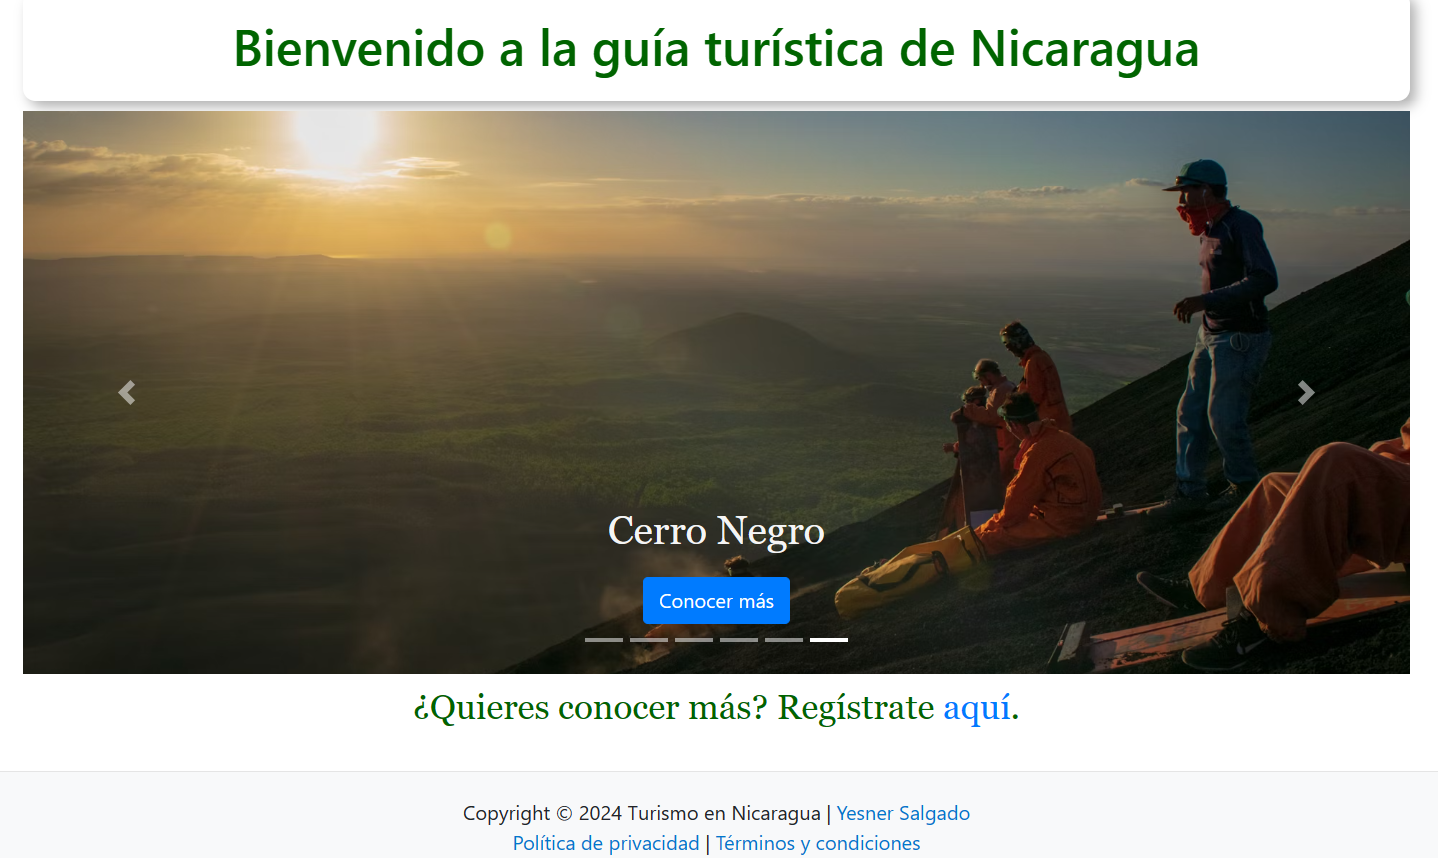 Bienvenido a la guía turística de Nicaragua
Cerro Negro
Conocer más
¿Quieres conocer más? Regístrate aquí.
Copyright © 2024 Turismo en Nicaragua | Yesner Salgado
Política de privacidad | Términos y condiciones